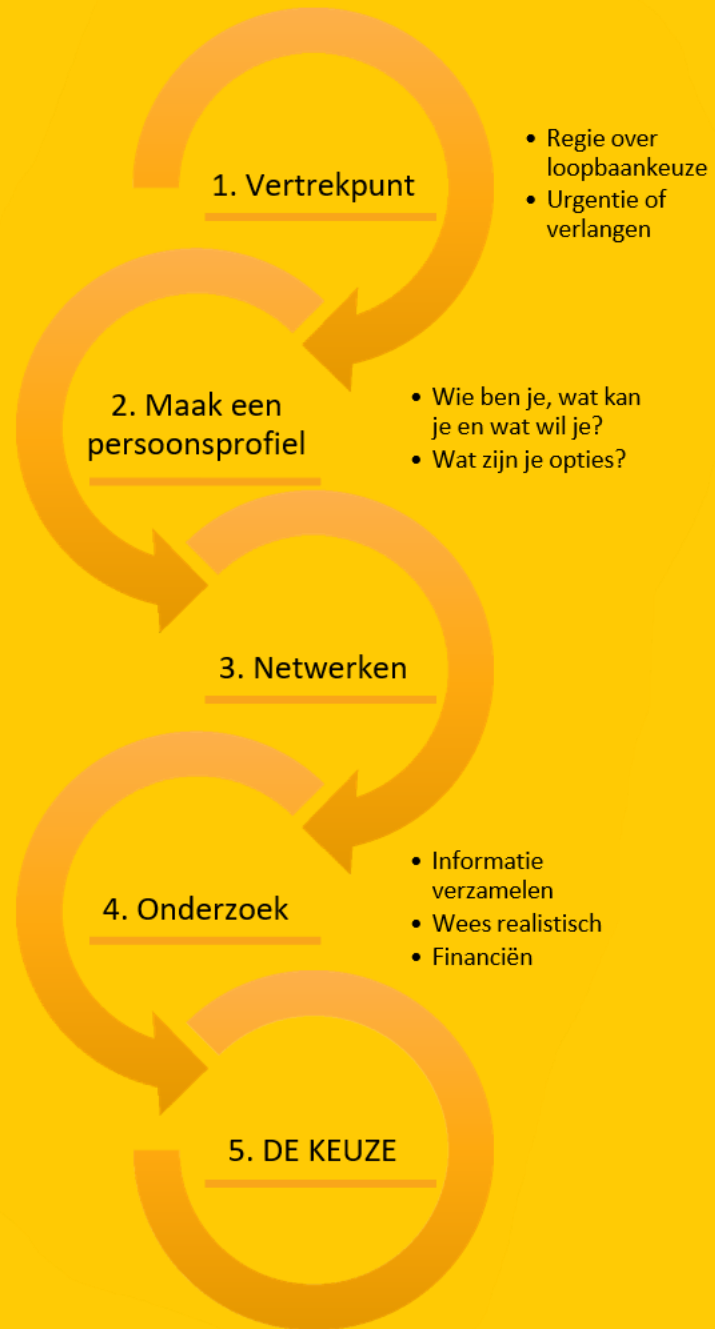 1. Vertrekpunt
• Regie over
loopbaankeuze
• Urgentie of
verlangen
2. Maak een
persoonsprofiel
• Wie ben je, wat kan
je en wat wil je?
• Wat zijn je opties?
3. Netwerken
4. Onderzoek
• Informatie
verzamelen
• Wees realistisch
• Financiën
5. DE KEUZE